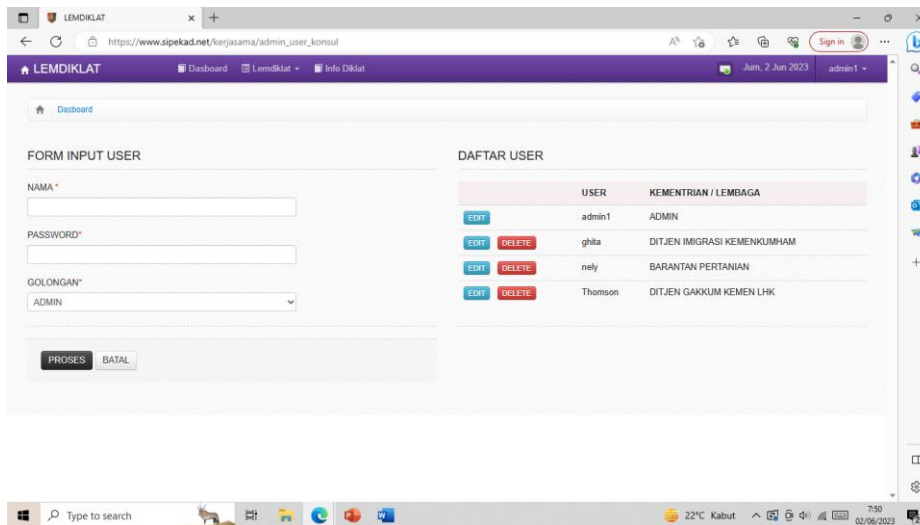 LEMDIKLAT
https://www.sipekad.net/kerjasama/admin_user_konsul
Sign in
LEMDIKLAT Dasboard Lemdiklat Info Diklat Jum, 2 Jun 2023 admin1
Dasboard
FORM INPUT USER
NAMA *
PASSWORD*
GOLONGAN*
ADMIN
PROSES BATAL
DAFTAR USER
USER KEMENTRIAN / LEMBAGA
EDIT admin1 ADMIN
EDIT DELETE ghita DITJEN IMIGRASI KEMENKUMHAM
EDIT DELETE nely BARANTAN PERTANIAN
EDIT DELETE Thomson DITJEN GAKKUM KEMEN LHK
Type to search
22°C Kabut
7:50
02/06/2023